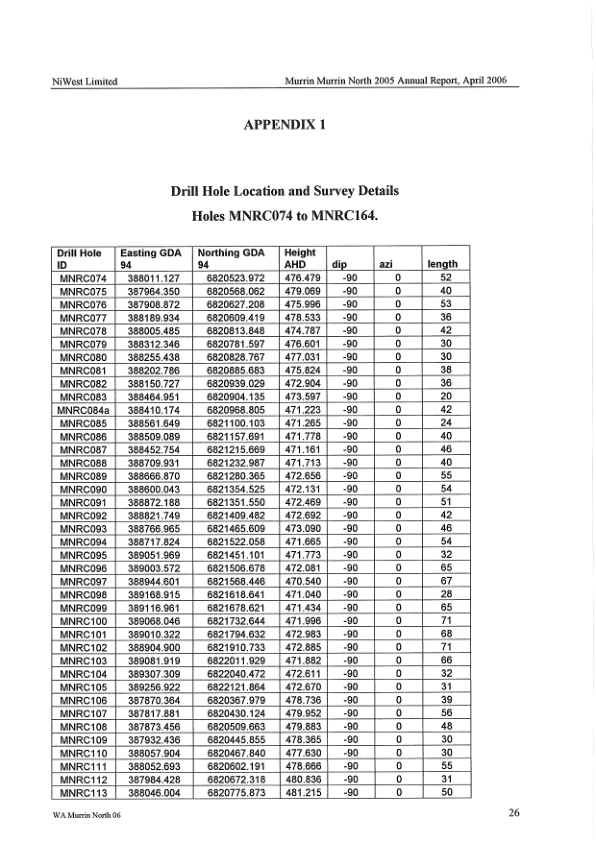 NiWest Limited Murrin Murrin North 2005 Annual Report, April 2006
APPENDIX 1
Drill Hole Location and Survey Details
Holes MNRC074 to MNRC164.
Drill Hole ID Easting GDA 94 Northing GDA 94 Height AHD dip azi length
MNRC074 388011.127 6820523.972 476.479 -90 0 52
MNRC075 387964.350 6820568.062 479.069 -90 0 40
MNRC076 387908.872 6820627.208 475.996 -90 0 53
MNRC077 388189.934 6820609.419 478.533 -90 0 36
MNRC078 388005.485 6820813.848 474.787 -90 0 42
MNRC079 388312.346 6820781.597 476.601 -90 0 30
MNRC080 388255.438 6820828.767 477.031 -90 0 30
MNRC081 388202.786 6820885.683 475.824 -90 0 38
MNRC082 388150.727 6820939.029 472.904 -90 0 36
MNRC083 388464.951 6820904.135 473.597 -90 0 20
MNRC084a 388410.174 6820968.805 471.223 -90 0 42
MNRC085 388561.649 6821100.103 471.265 -90 0 24
MNRC086 388509.089 6821157.691 471.778 -90 0 40
MNRC087 388452.754 6821215.669 471.161 -90 0 46
MNRC088 388709.931 6821232.987 471.713 -90 0 40
MNRC089 388666.870 6821280.365 472.656 -90 0 55
MNRC090 388600.043 6821354.525 472.131 -90 0 54
MNRC091 388872.188 6821351.550 472.469 -90 0 51
MNRC092 388821.749 6821409.482 472.692 -90 0 42
MNRC093 388766.965 6821465.609 473.090 -90 0 46
MNRC094 388717.824 6821522.058 471.665 -90 0 54
MNRC095 389051.969 6821451.101 471.773 -90 0 32
MNRC096 389003.572 6821506.678 472.081 -90 0 65
MNRC097 388944.601 6821568.446 470.540 -90 0 67
MNRC098 389168.915 6821618.641 471.040 -90 0 28
MNRC099 389116.961 6821678.621 471.434 -90 0 65
MNRC100 389068.046 6821732.644 471.996 -90 0 71
MNRC101 389010.322 6821794.632 472.983 -90 0 68
MNRC102 388904.900 6821910.733 472.885 -90 0 71
MNRC103 389081.919 6822011.929 471.882 -90 0 66
MNRC104 389307.309 6822040.472 472.611 -90 0 32
MNRC105 389256.922 6822121.864 472.670 -90 0 31
MNRC106 387870.364 6820367.979 478.736 -90 0 39
MNRC107 387817.881 6820430.124 479.952 -90 0 56
MNRC108 387873.456 6820509.663 479.883 -90 0 48
MNRC109 387932.436 6820445.855 478.365 -90 0 30
MNRC110 388057.904 6820467.840 477.630 -90 0 30
MNRC111 388052.693 6820602.191 478.666 -90 0 55
MNRC112 387984.428 6820672.318 480.836 -90 0 31
MNRC113 388046.004 6820775.873 481.215 -90 0 50
WA Murrin North 06 26